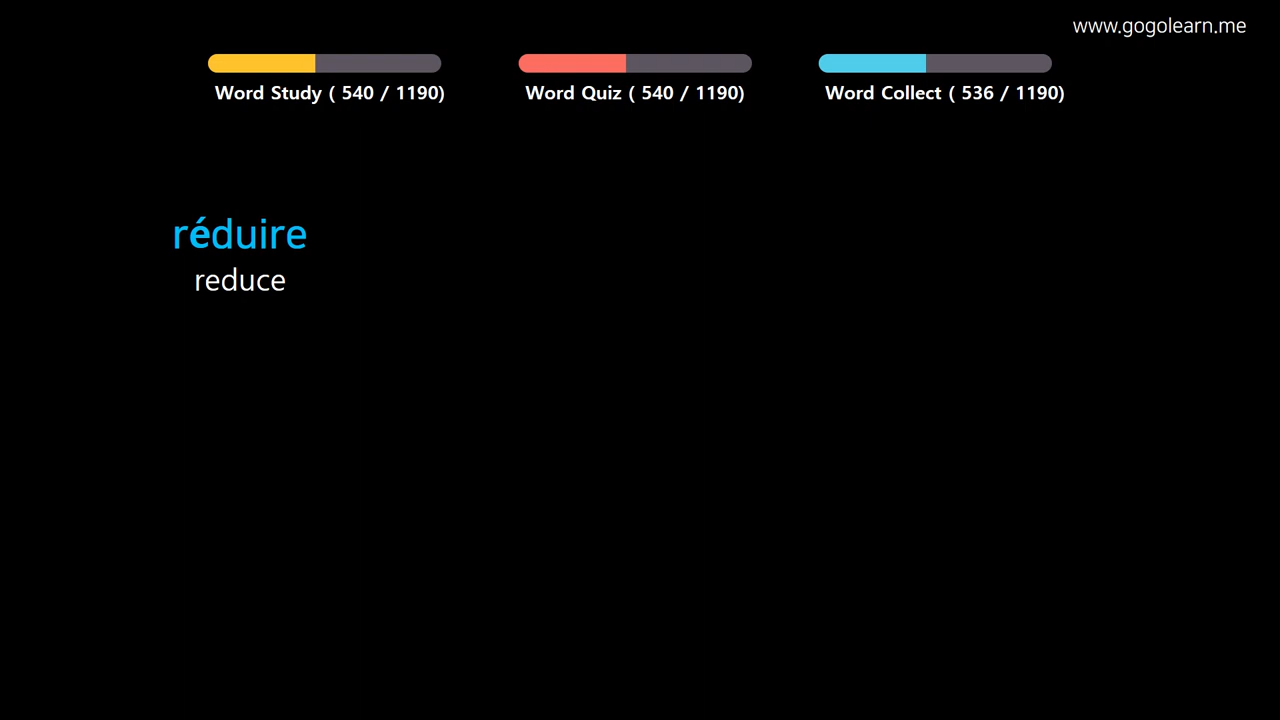 www.gogolearn.me
Word Study ( 540 / 1190)
Word Quiz ( 540 / 1190)
Word Collect ( 536 / 1190)
réduire
reduce